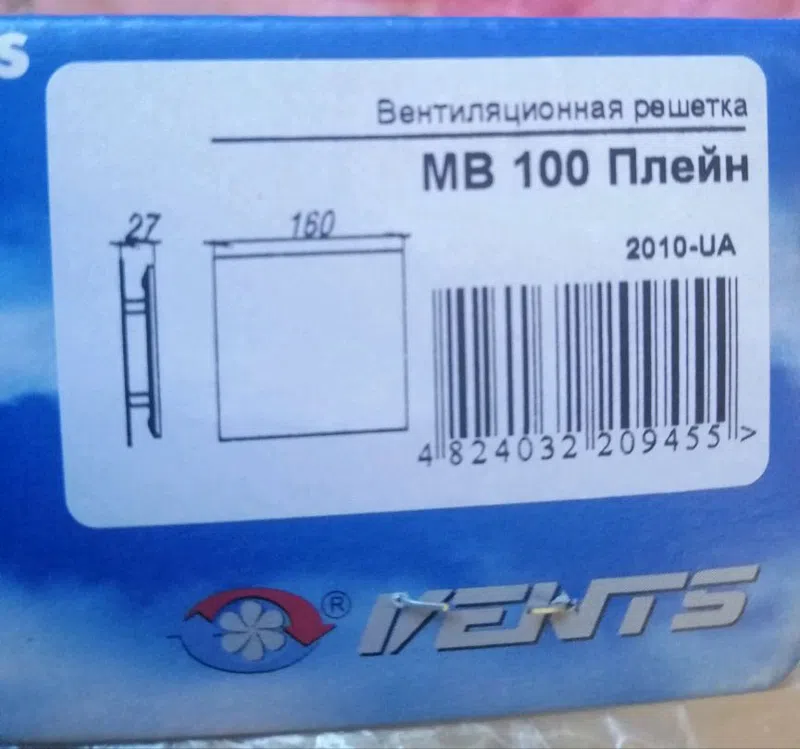 S
Вентиляционная решетка
МВ 100 Плейн
27
160
2010-UA
4 824032 209455 >
® VENTS